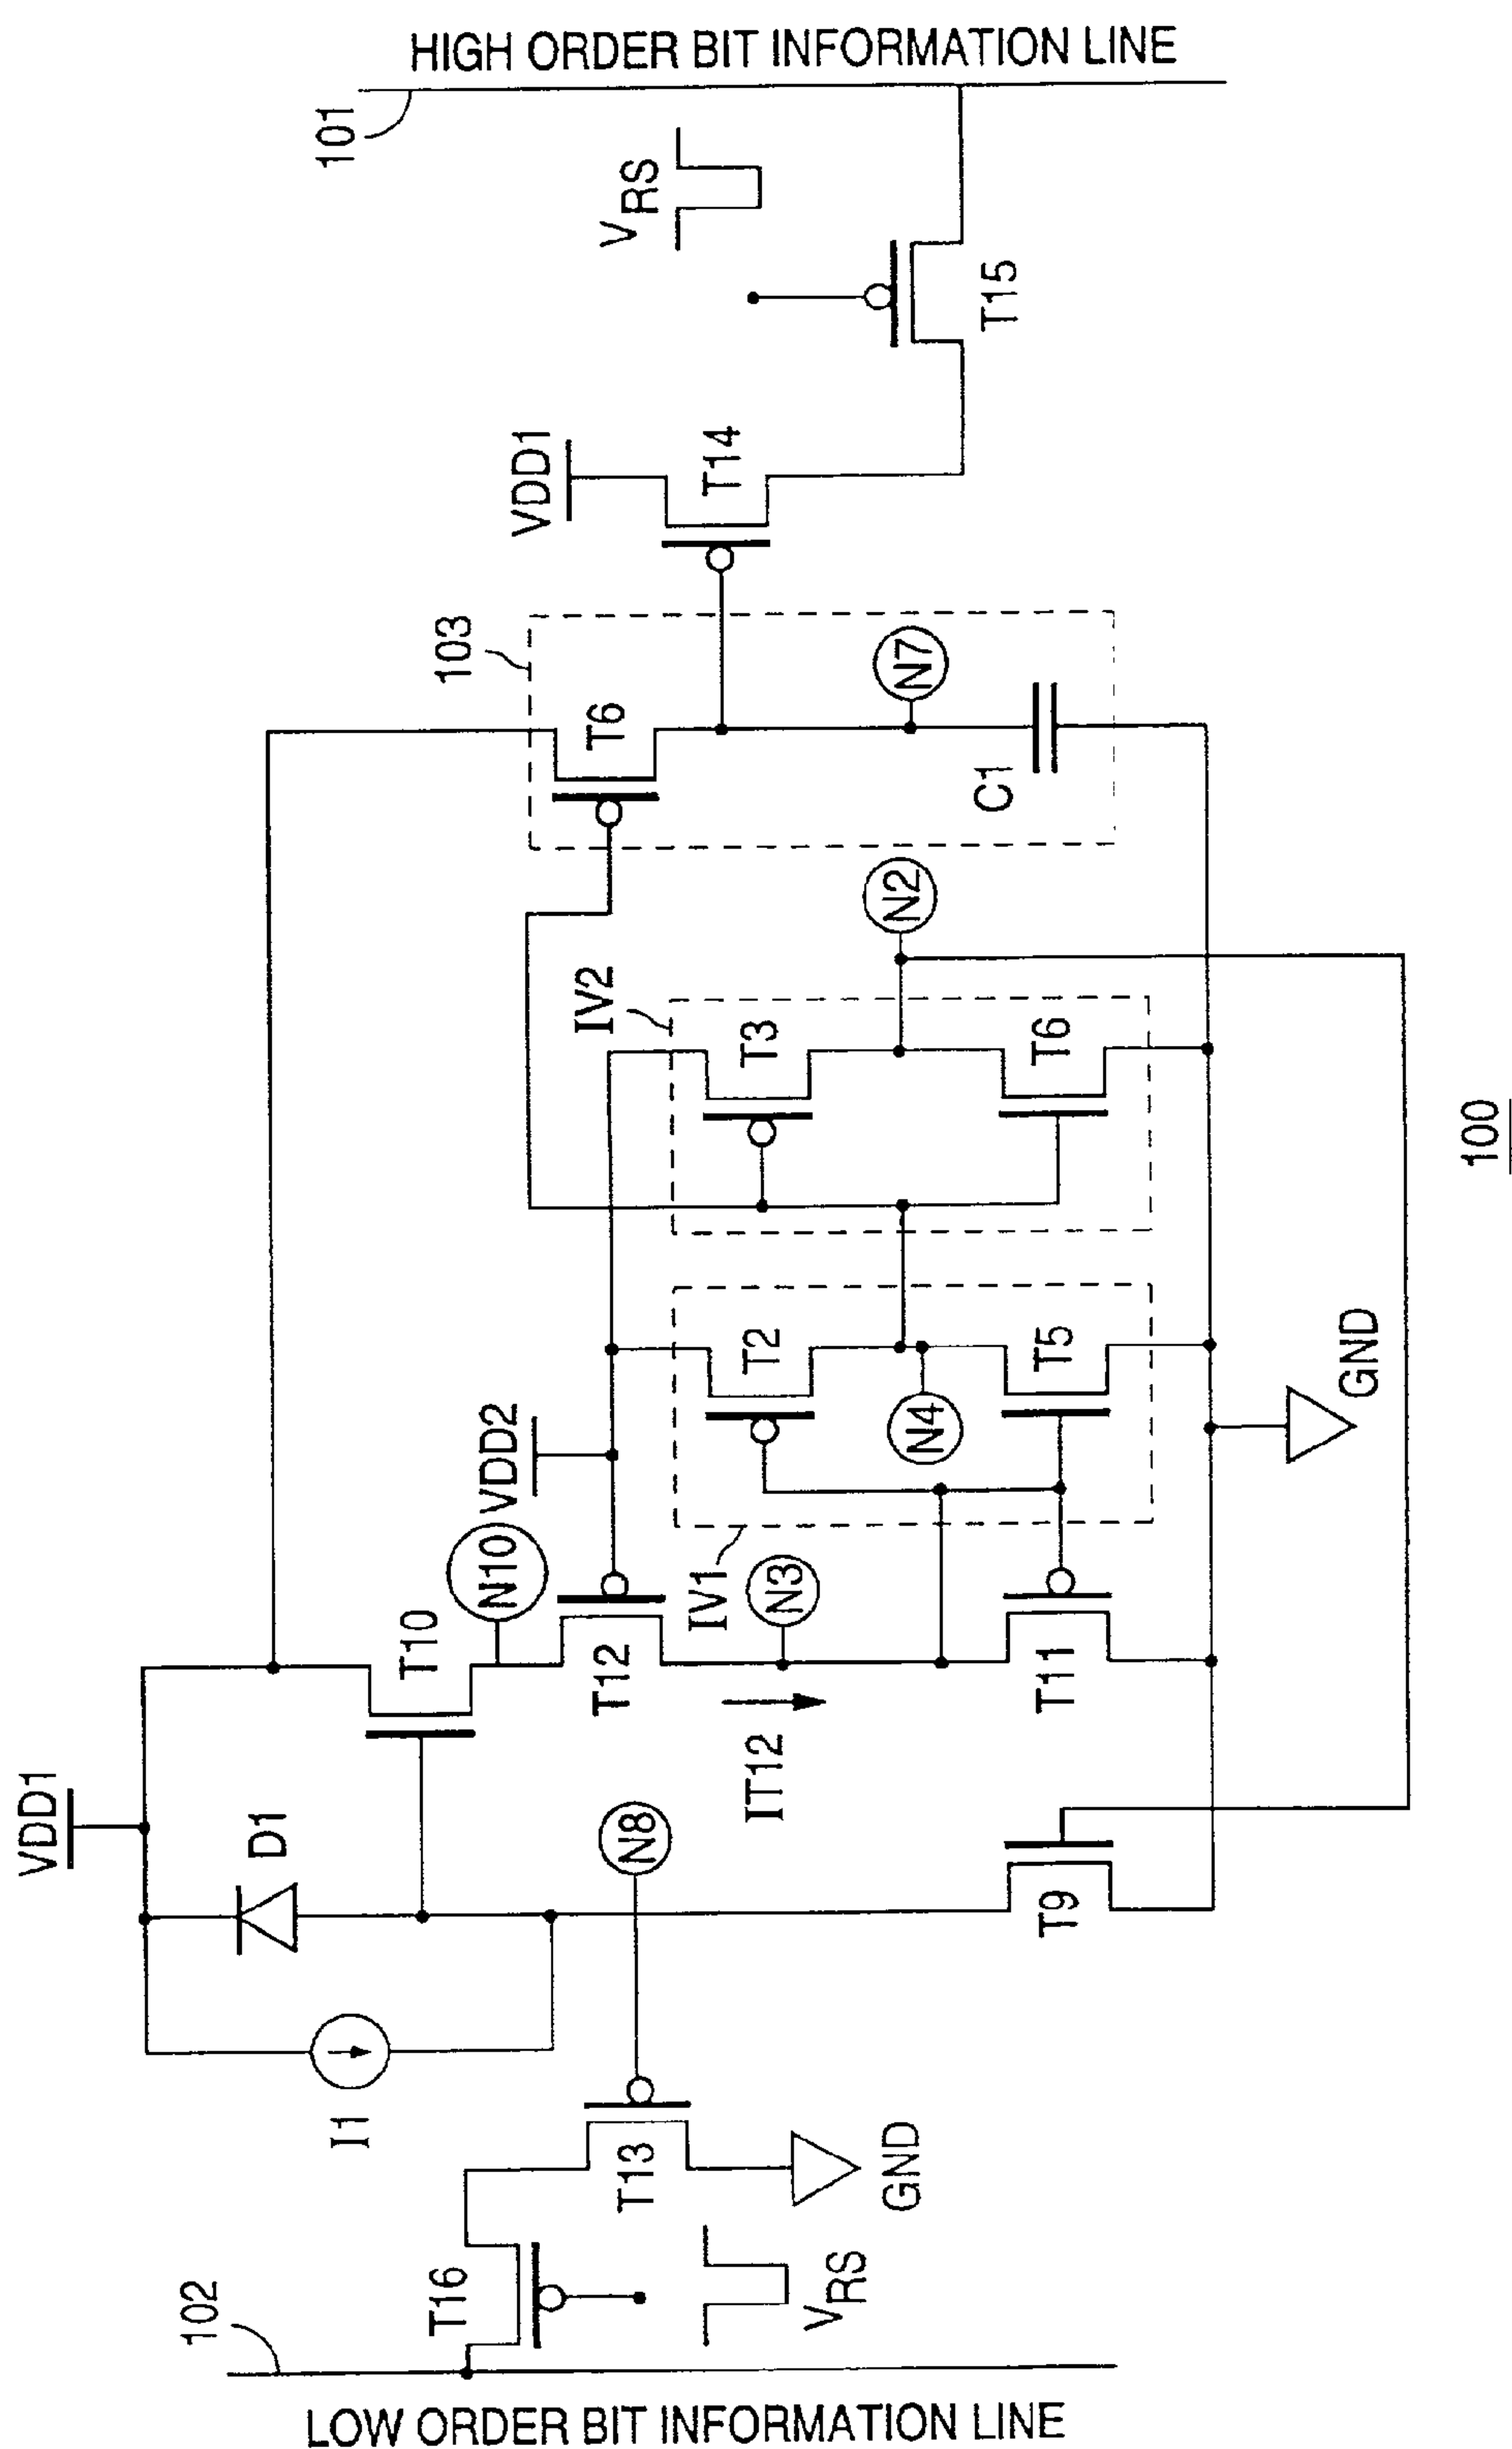 HIGH ORDER BIT INFORMATION LINE
101
VRS
T15
VDD1
T14
103
T6
N7
C1
N2
IV2
T3
T6
100
VDD2
T2
N4
T5
GND
N10
IV1
N3
T10
T12
T11
IT12
VDD1
D1
N8
T9
I1
T13
GND
T16
VRS
102
LOW ORDER BIT INFORMATION LINE